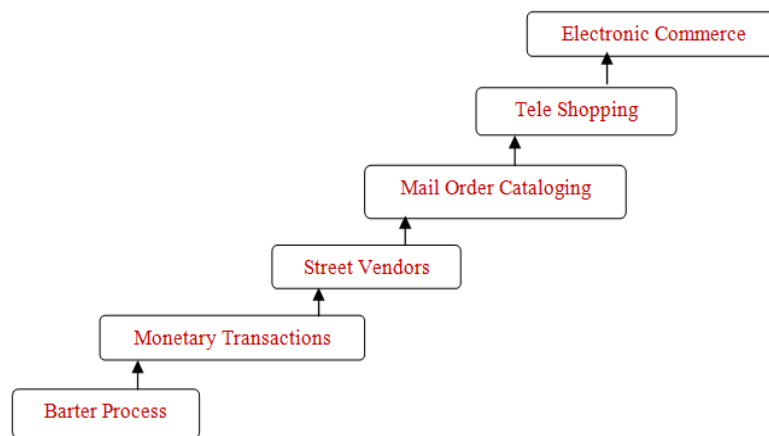 Electronic Commerce
Tele Shopping
Mail Order Cataloging
Street Vendors
Monetary Transactions
Barter Process